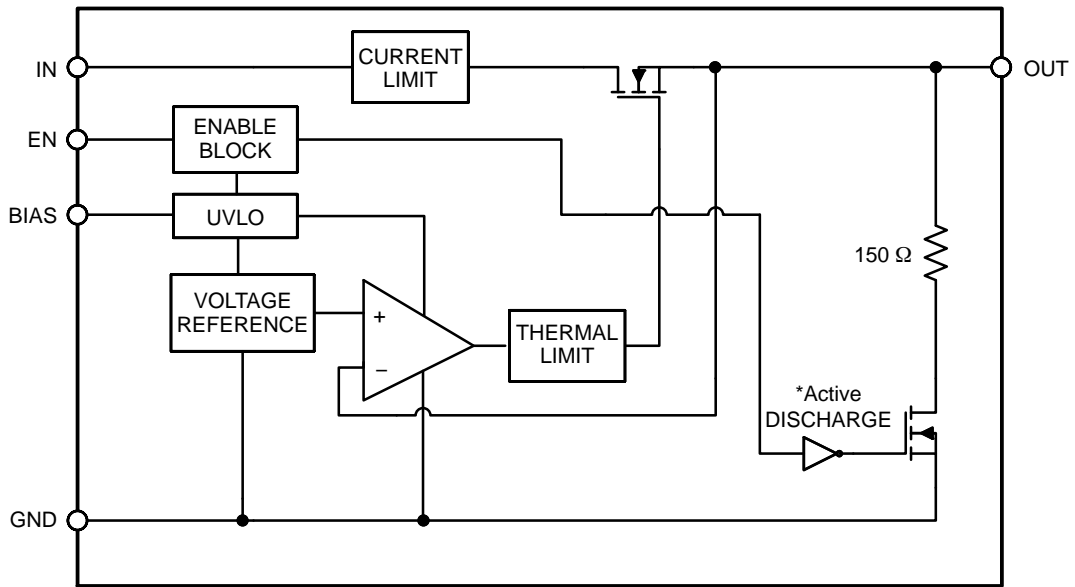 IN
CURRENT
LIMIT
OUT
EN
ENABLE
BLOCK
BIAS
UVLO
150 Ω
VOLTAGE
REFERENCE
+
−
THERMAL
LIMIT
*Active
DISCHARGE
GND